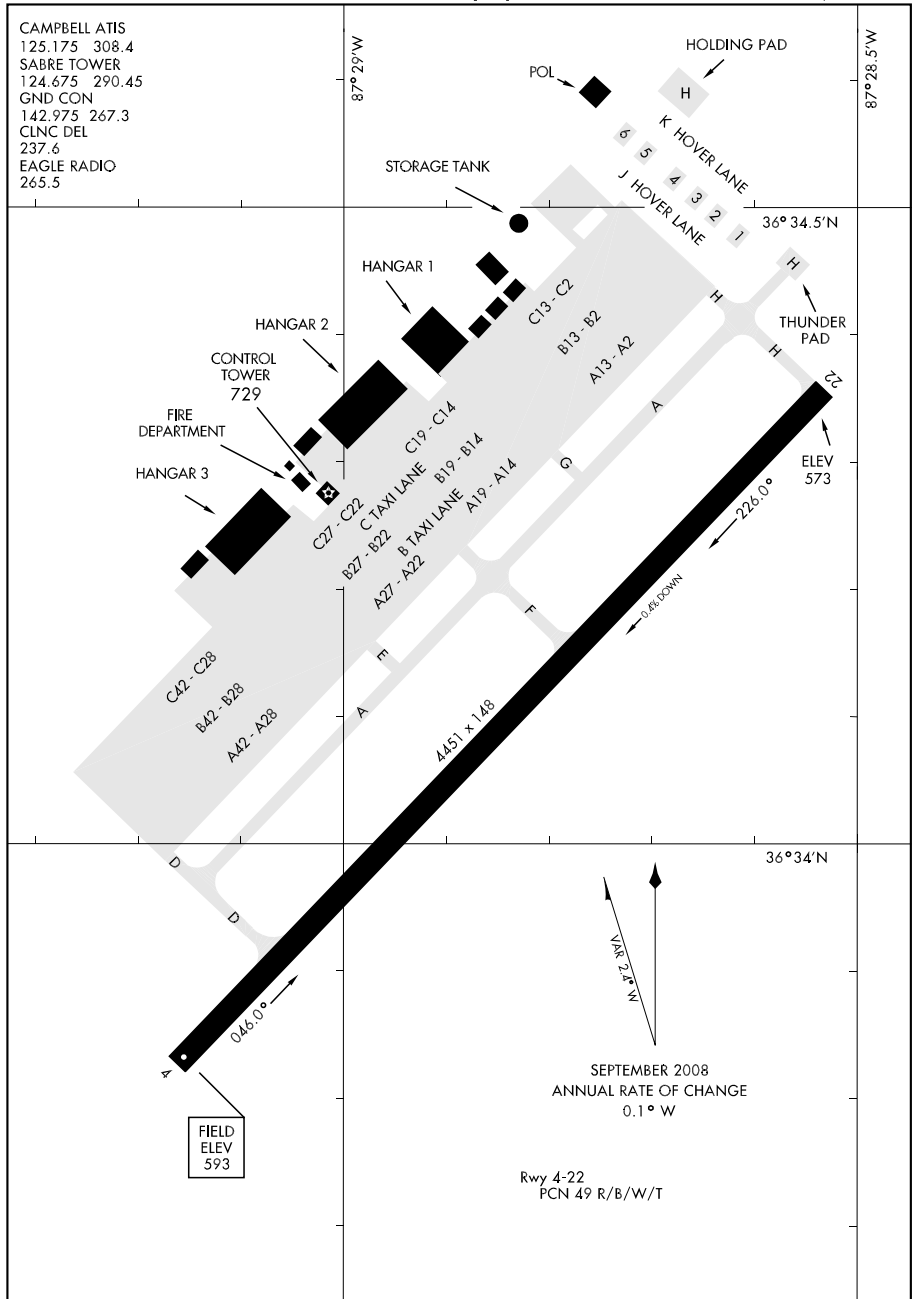 CAMPBELL ATIS
125.175 308.4
SABRE TOWER
124.675 290.45
GND CON
142.975 267.3
CLNC DEL
237.6
EAGLE RADIO
265.5
87°29'W
87°28.5'W
HOLDING PAD
POL
H
K HOVER LANE
6
5
4
3
2
1
J HOVER LANE
STORAGE TANK
36°34.5'N
H
THUNDER
PAD
HANGAR 1
HANGAR 2
CONTROL
TOWER
729
FIRE
DEPARTMENT
HANGAR 3
C13 - C2
B13 - B2
A13 - A2
H
H
22
ELEV
573
C19 - C14
B19 - B14
A19 - A14
A
G
C27 - C22
C TAXI LANE
B27 - B22
B TAXI LANE
A27 - A22
226.0°
0.4% DOWN
F
E
C42 - C28
B42 - B28
A42 - A28
A
4451 x 148
36°34'N
D
D
046.0°
4
FIELD
ELEV
593
VAR 2.4° W
SEPTEMBER 2008
ANNUAL RATE OF CHANGE
0.1° W
Rwy 4-22
PCN 49 R/B/W/T